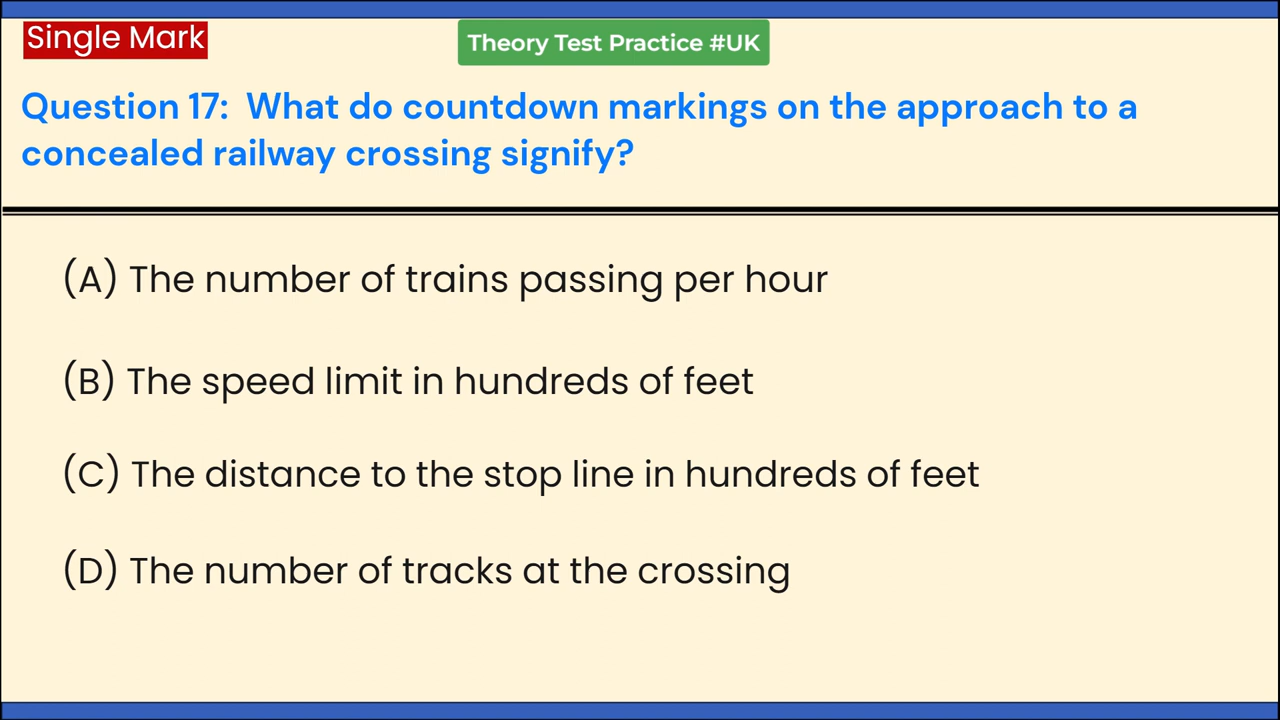 Single Mark
Theory Test Practice #UK
Question 17: What do countdown markings on the approach to a
concealed railway crossing signify?
(A) The number of trains passing per hour
(B) The speed limit in hundreds of feet
(C) The distance to the stop line in hundreds of feet
(D) The number of tracks at the crossing